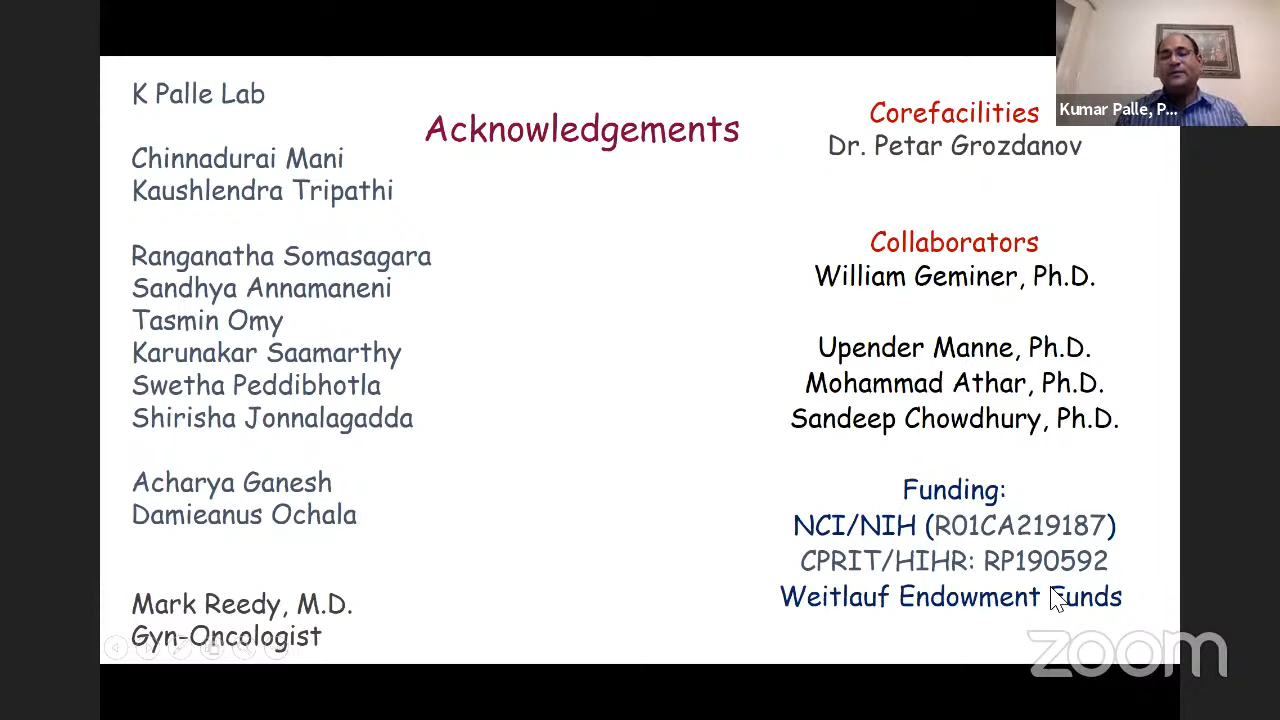 K Palle Lab
Chinnadurai Mani
Kaushlendra Tripathi
Ranganatha Somasagara
Sandhya Annamaneni
Tasmin Omy
Karunakar Saamarthy
Swetha Peddibhotla
Shirisha Jonnalagadda
Acharya Ganesh
Damieanus Ochala
Mark Reedy, M.D.
Gyn-Oncologist
Acknowledgements
Corefacilities
Dr. Petar Grozdanov
Collaborators
William Geminer, Ph.D.
Upender Manne, Ph.D.
Mohammad Athar, Ph.D.
Sandeep Chowdhury, Ph.D.
Funding:
NCI/NIH (R01CA219187)
CPRIT/HIHR: RP190592
Weitlauf Endowment Funds
Kumar Palle, P...
zoom